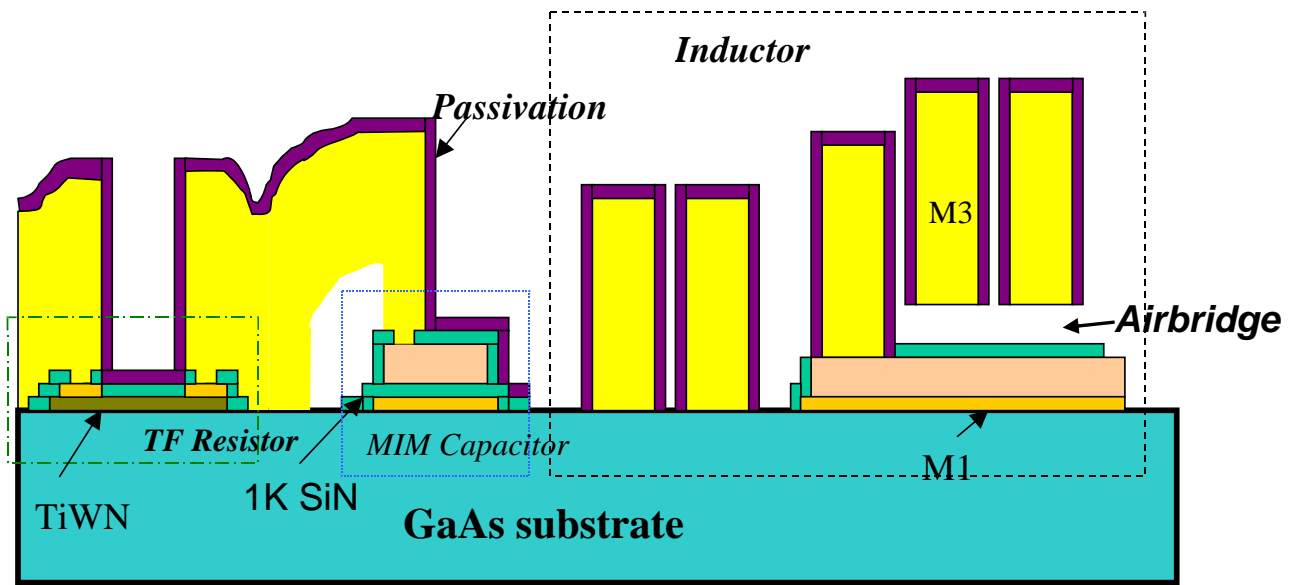 Inductor
Passivation
M3
Airbridge
TF Resistor
MIM Capacitor
M1
1K SiN
TiWN
GaAs substrate